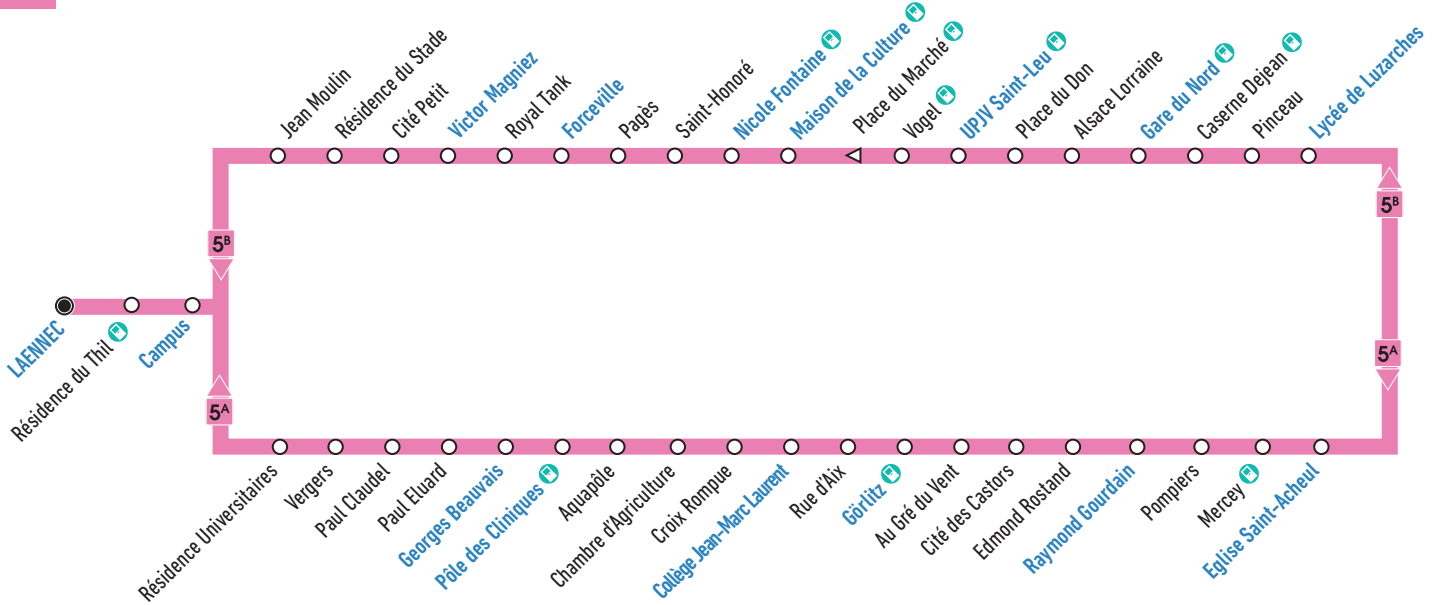 Jean Moulin
Résidence du Stade
Cité Petit
Victor Magniez
Royal Tank
Forceville
Pagès
Saint-Honoré
Nicole Fontaine
Maison de la Culture
Place du Marché
Vogel
UPJV Saint-Leu
Place du Don
Alsace Lorraine
Gare du Nord
Caserne Dejean
Pinceau
Lycée de Luzarches
5B
5B
LAENNEC
Résidence du Thil
Campus
5A
5A
Résidence Universitaires
Vergers
Paul Claudel
Paul Eluard
Georges Beauvais
Pôle des Cliniques
Aquapôle
Chambre d'Agriculture
Croix Rompue
Collège Jean-Marc Laurent
Rue d'Aix
Görlitz
Au Gré du Vent
Cité des Castors
Edmond Rostand
Raymond Gourdain
Pompiers
Mercey
Eglise Saint-Acheul